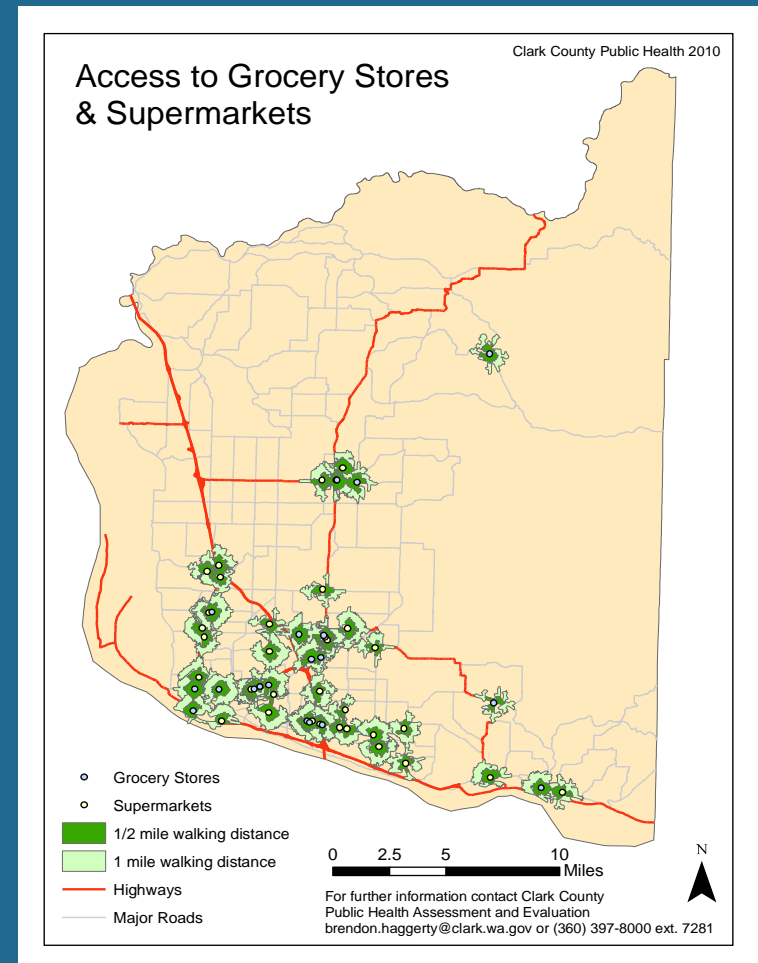 Clark County Public Health 2010
Access to Grocery Stores
& Supermarkets
Grocery Stores
Supermarkets
1/2 mile walking distance
1 mile walking distance
Highways
Major Roads
0 2.5 5 10
Miles
N
For further information contact Clark County
Public Health Assessment and Evaluation
brendon.haggerty@clark.wa.gov or (360) 397-8000 ext. 7281